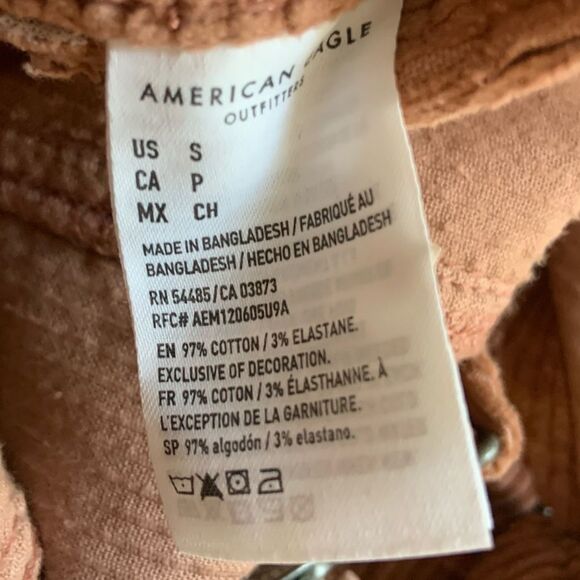 AMERICAN EAGLE
OUTFITTERS
US S
CA P
MX CH
MADE IN BANGLADESH / FABRIQUÉ AU
BANGLADESH / HECHO EN BANGLADESH
RN 54485 / CA 03873
RFC# AEM120605U9A
EN 97% COTTON / 3% ELASTANE.
EXCLUSIVE OF DECORATION.
FR 97% COTON / 3% ÉLASTHANNE. À
L'EXCEPTION DE LA GARNITURE.
SP 97% algodón / 3% elastano.